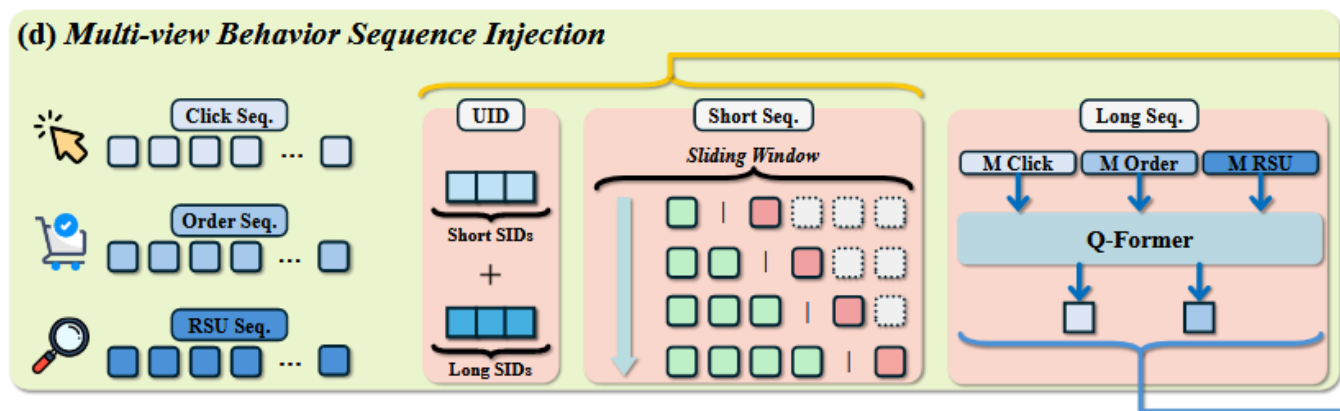 (d) Multi-view Behavior Sequence Injection
Click Seq.
...
Order Seq.
...
RSU Seq.
...
UID
Short SIDs
+
Long SIDs
Short Seq.
Sliding Window
|
|
|
|
Long Seq.
M Click M Order M RSU
Q-Former